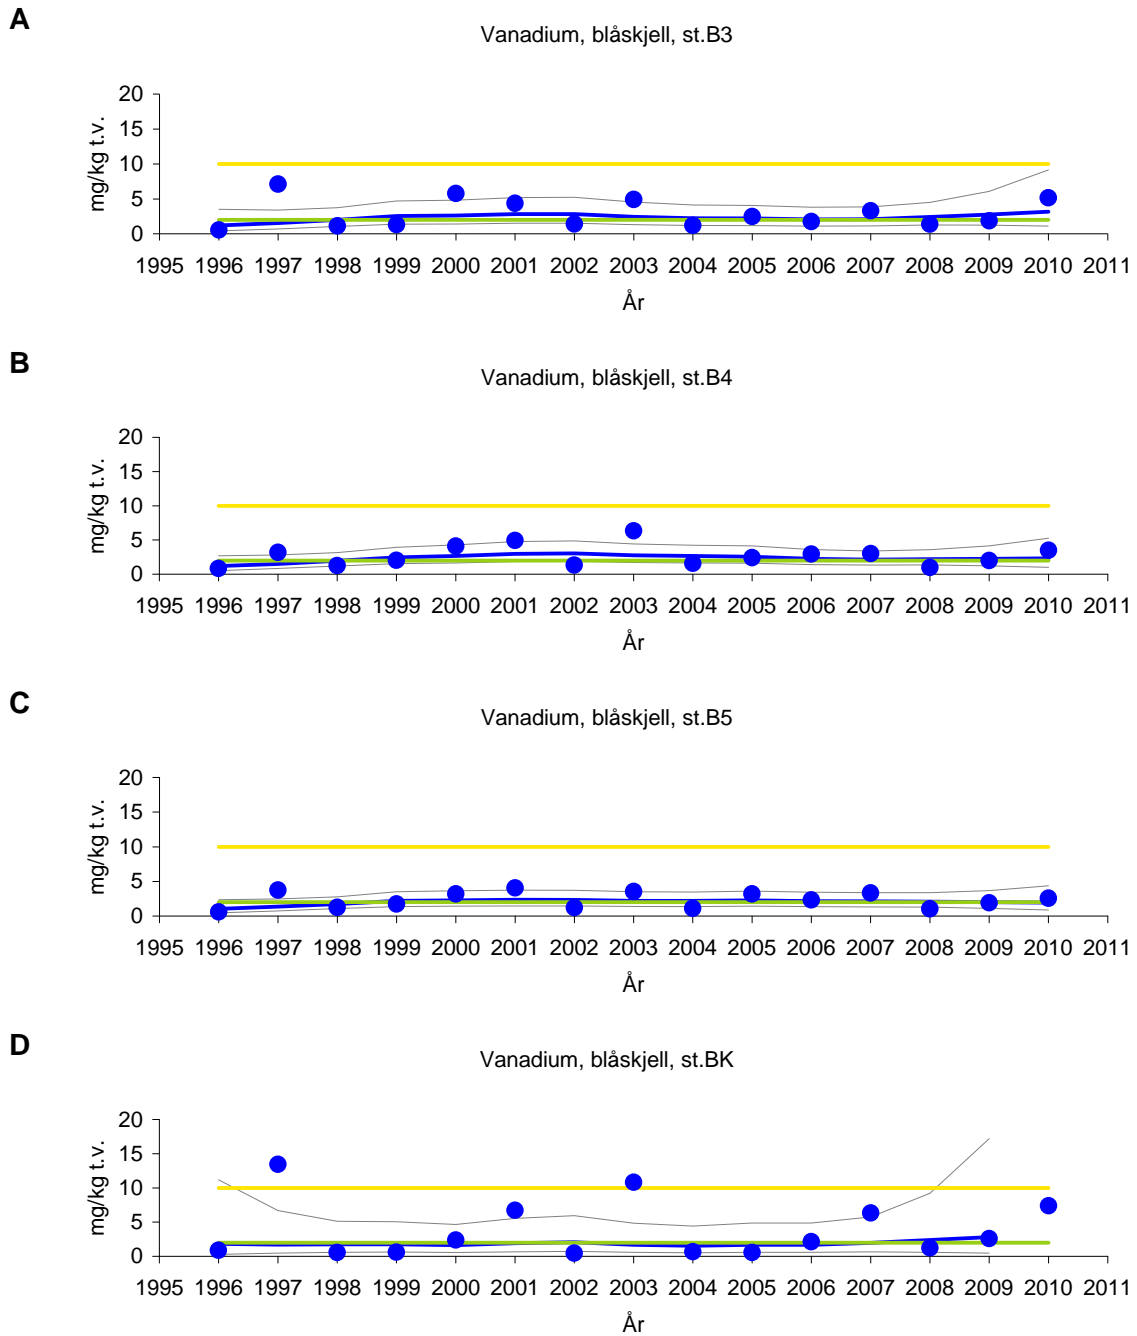 A
Vanadium, blåskjell, st.B3
mg/kg t.v.
20
15
10
5
0
1995 1996 1997 1998 1999 2000 2001 2002 2003 2004 2005 2006 2007 2008 2009 2010 2011
År
B
Vanadium, blåskjell, st.B4
mg/kg t.v.
20
15
10
5
0
1995 1996 1997 1998 1999 2000 2001 2002 2003 2004 2005 2006 2007 2008 2009 2010 2011
År
C
Vanadium, blåskjell, st.B5
mg/kg t.v.
20
15
10
5
0
1995 1996 1997 1998 1999 2000 2001 2002 2003 2004 2005 2006 2007 2008 2009 2010 2011
År
D
Vanadium, blåskjell, st.BK
mg/kg t.v.
20
15
10
5
0
1995 1996 1997 1998 1999 2000 2001 2002 2003 2004 2005 2006 2007 2008 2009 2010 2011
År